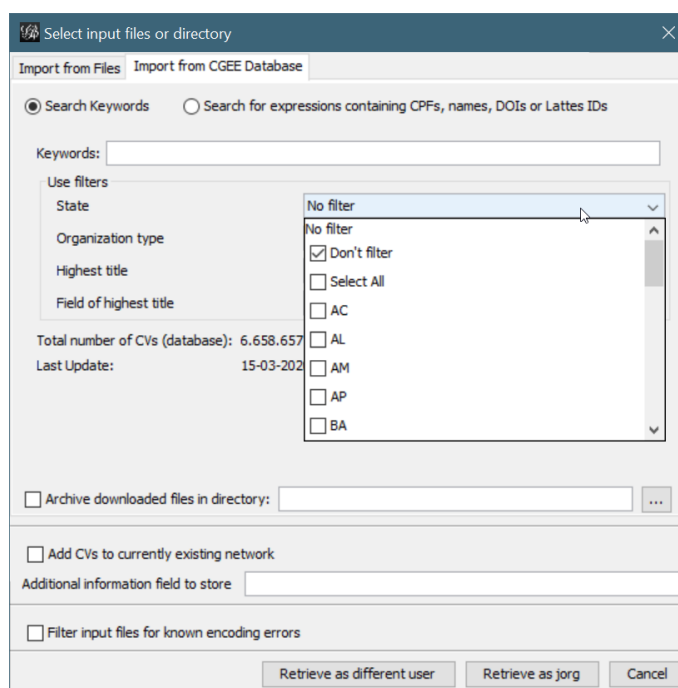 Select input files or directory
Import from Files Import from CGEE Database
Search Keywords Search for expressions containing CPFs, names, DOIs or Lattes IDs
Keywords:
Use filters
State No filter
No filter
Organization type
Don't filter
Highest title
Select All
Field of highest title
AC
Total number of CVs (database): 6.658.657
AL
Last Update: 15-03-202
AM
AP
BA
Archive downloaded files in directory: ...
Add CVs to currently existing network
Additional information field to store
Filter input files for known encoding errors
Retrieve as different user Retrieve as jorg Cancel